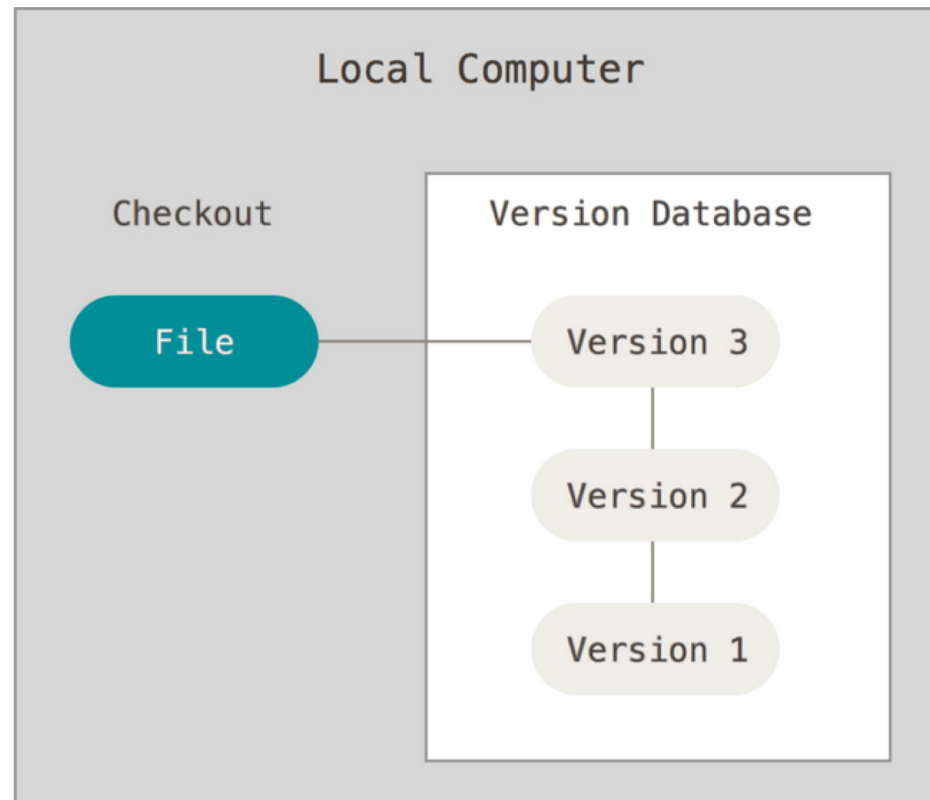 Local Computer
Checkout
Version Database
File
Version 3
Version 2
Version 1